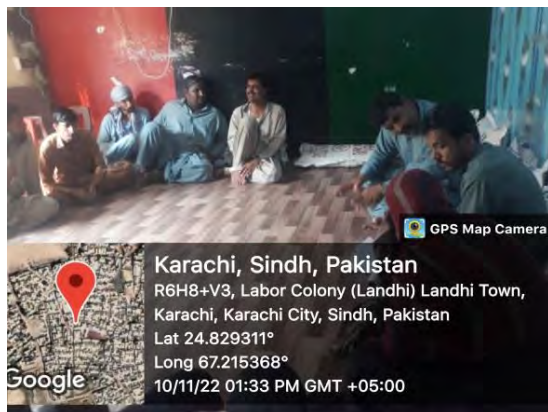 GPS Map Camera
Karachi, Sindh, Pakistan
R6H8+V3, Labor Colony (Landhi) Landhi Town,
Karachi, Karachi City, Sindh, Pakistan
Lat 24.829311°
Long 67.215368°
10/11/22 01:33 PM GMT +05:00
Google